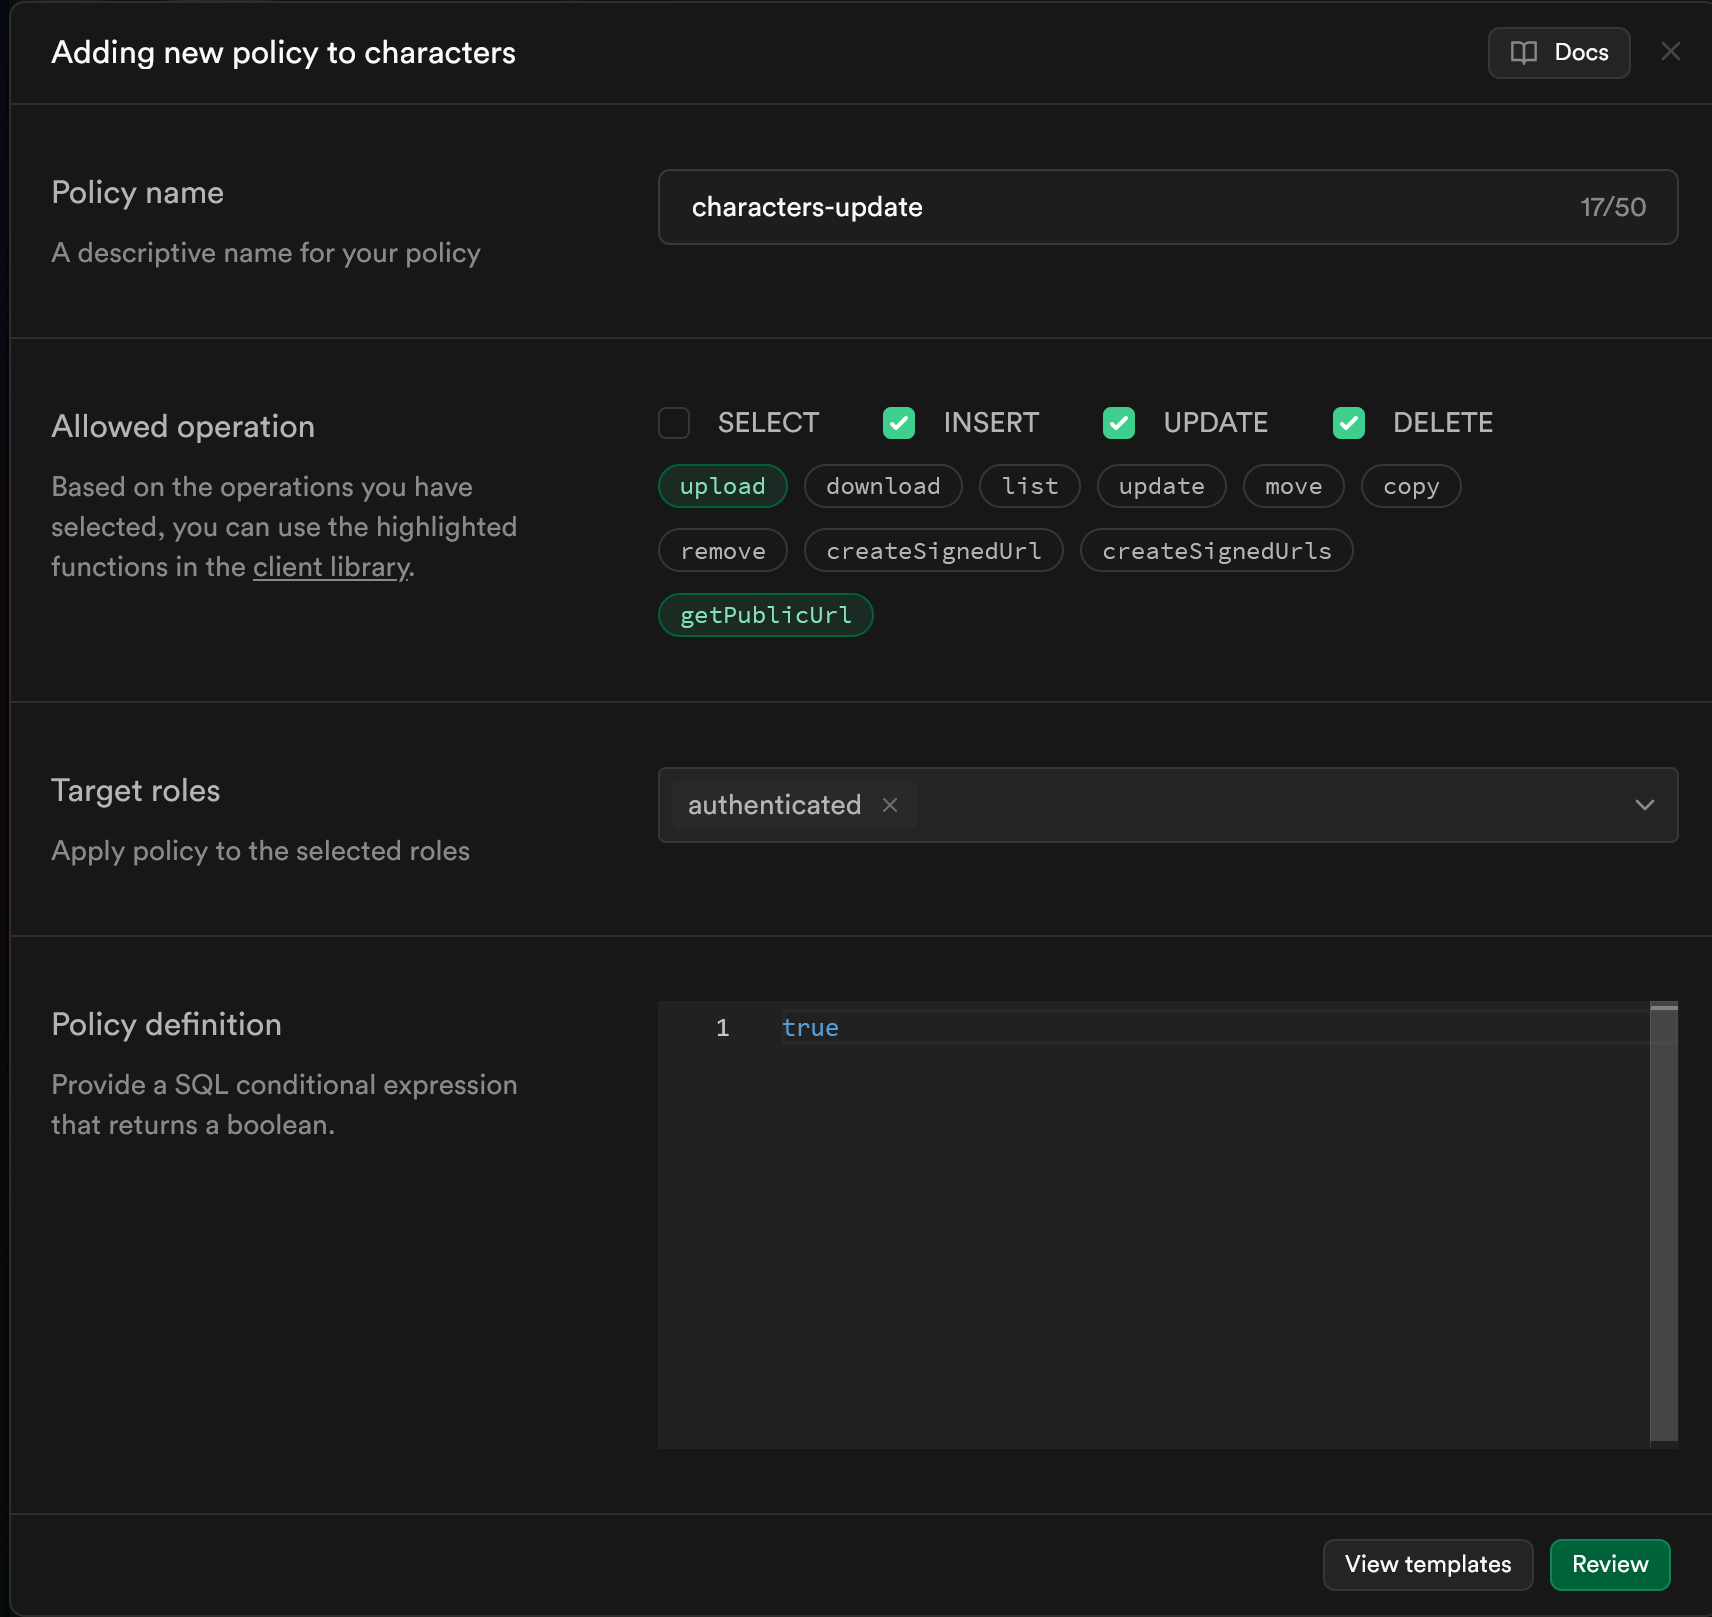 Adding new policy to characters
Docs
Policy name
A descriptive name for your policy
characters-update
17/50
Allowed operation
Based on the operations you have
selected, you can use the highlighted
functions in the client library.
SELECT INSERT UPDATE DELETE
upload download list update move copy
remove createSignedUrl createSignedUrls
getPublicUrl
Target roles
Apply policy to the selected roles
authenticated
Policy definition
Provide a SQL conditional expression
that returns a boolean.
1 true
View templates Review